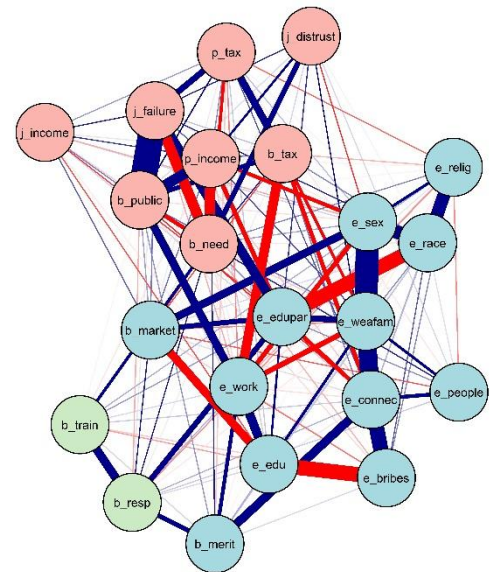 j_distrust
p_tax
j_failure
j_income
p_income
b_tax
e_relig
b_public
e_sex
e_race
b_need
e_edupar
e_weafam
b_market
e_work
e_people
e_connec
b_train
e_edu
e_bribes
b_resp
b_merit